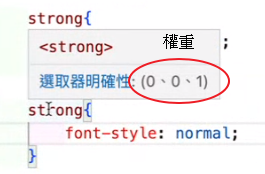 strong{
<strong> 權重 ;
選取器明確性: (0、0、1)
strong{
font-style: normal;
}